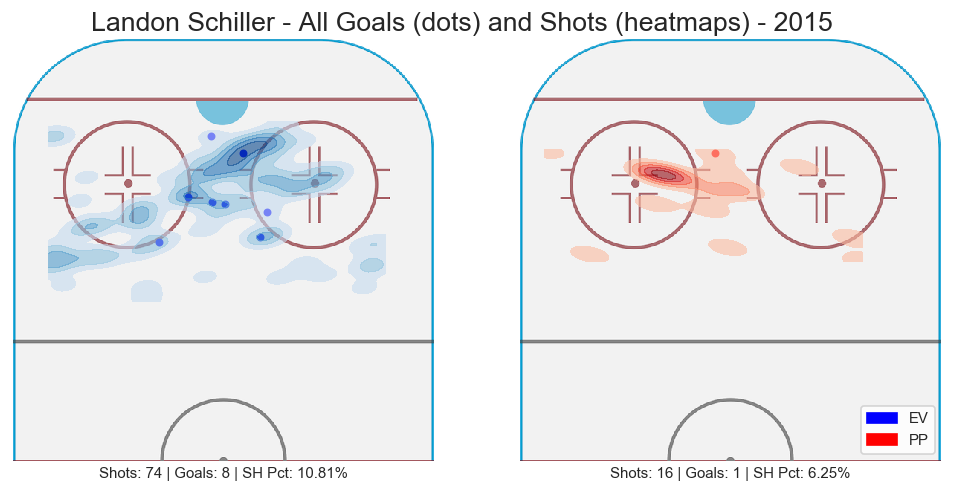 Landon Schiller - All Goals (dots) and Shots (heatmaps) - 2015
EV
PP
Shots: 74 | Goals: 8 | SH Pct: 10.81%
Shots: 16 | Goals: 1 | SH Pct: 6.25%